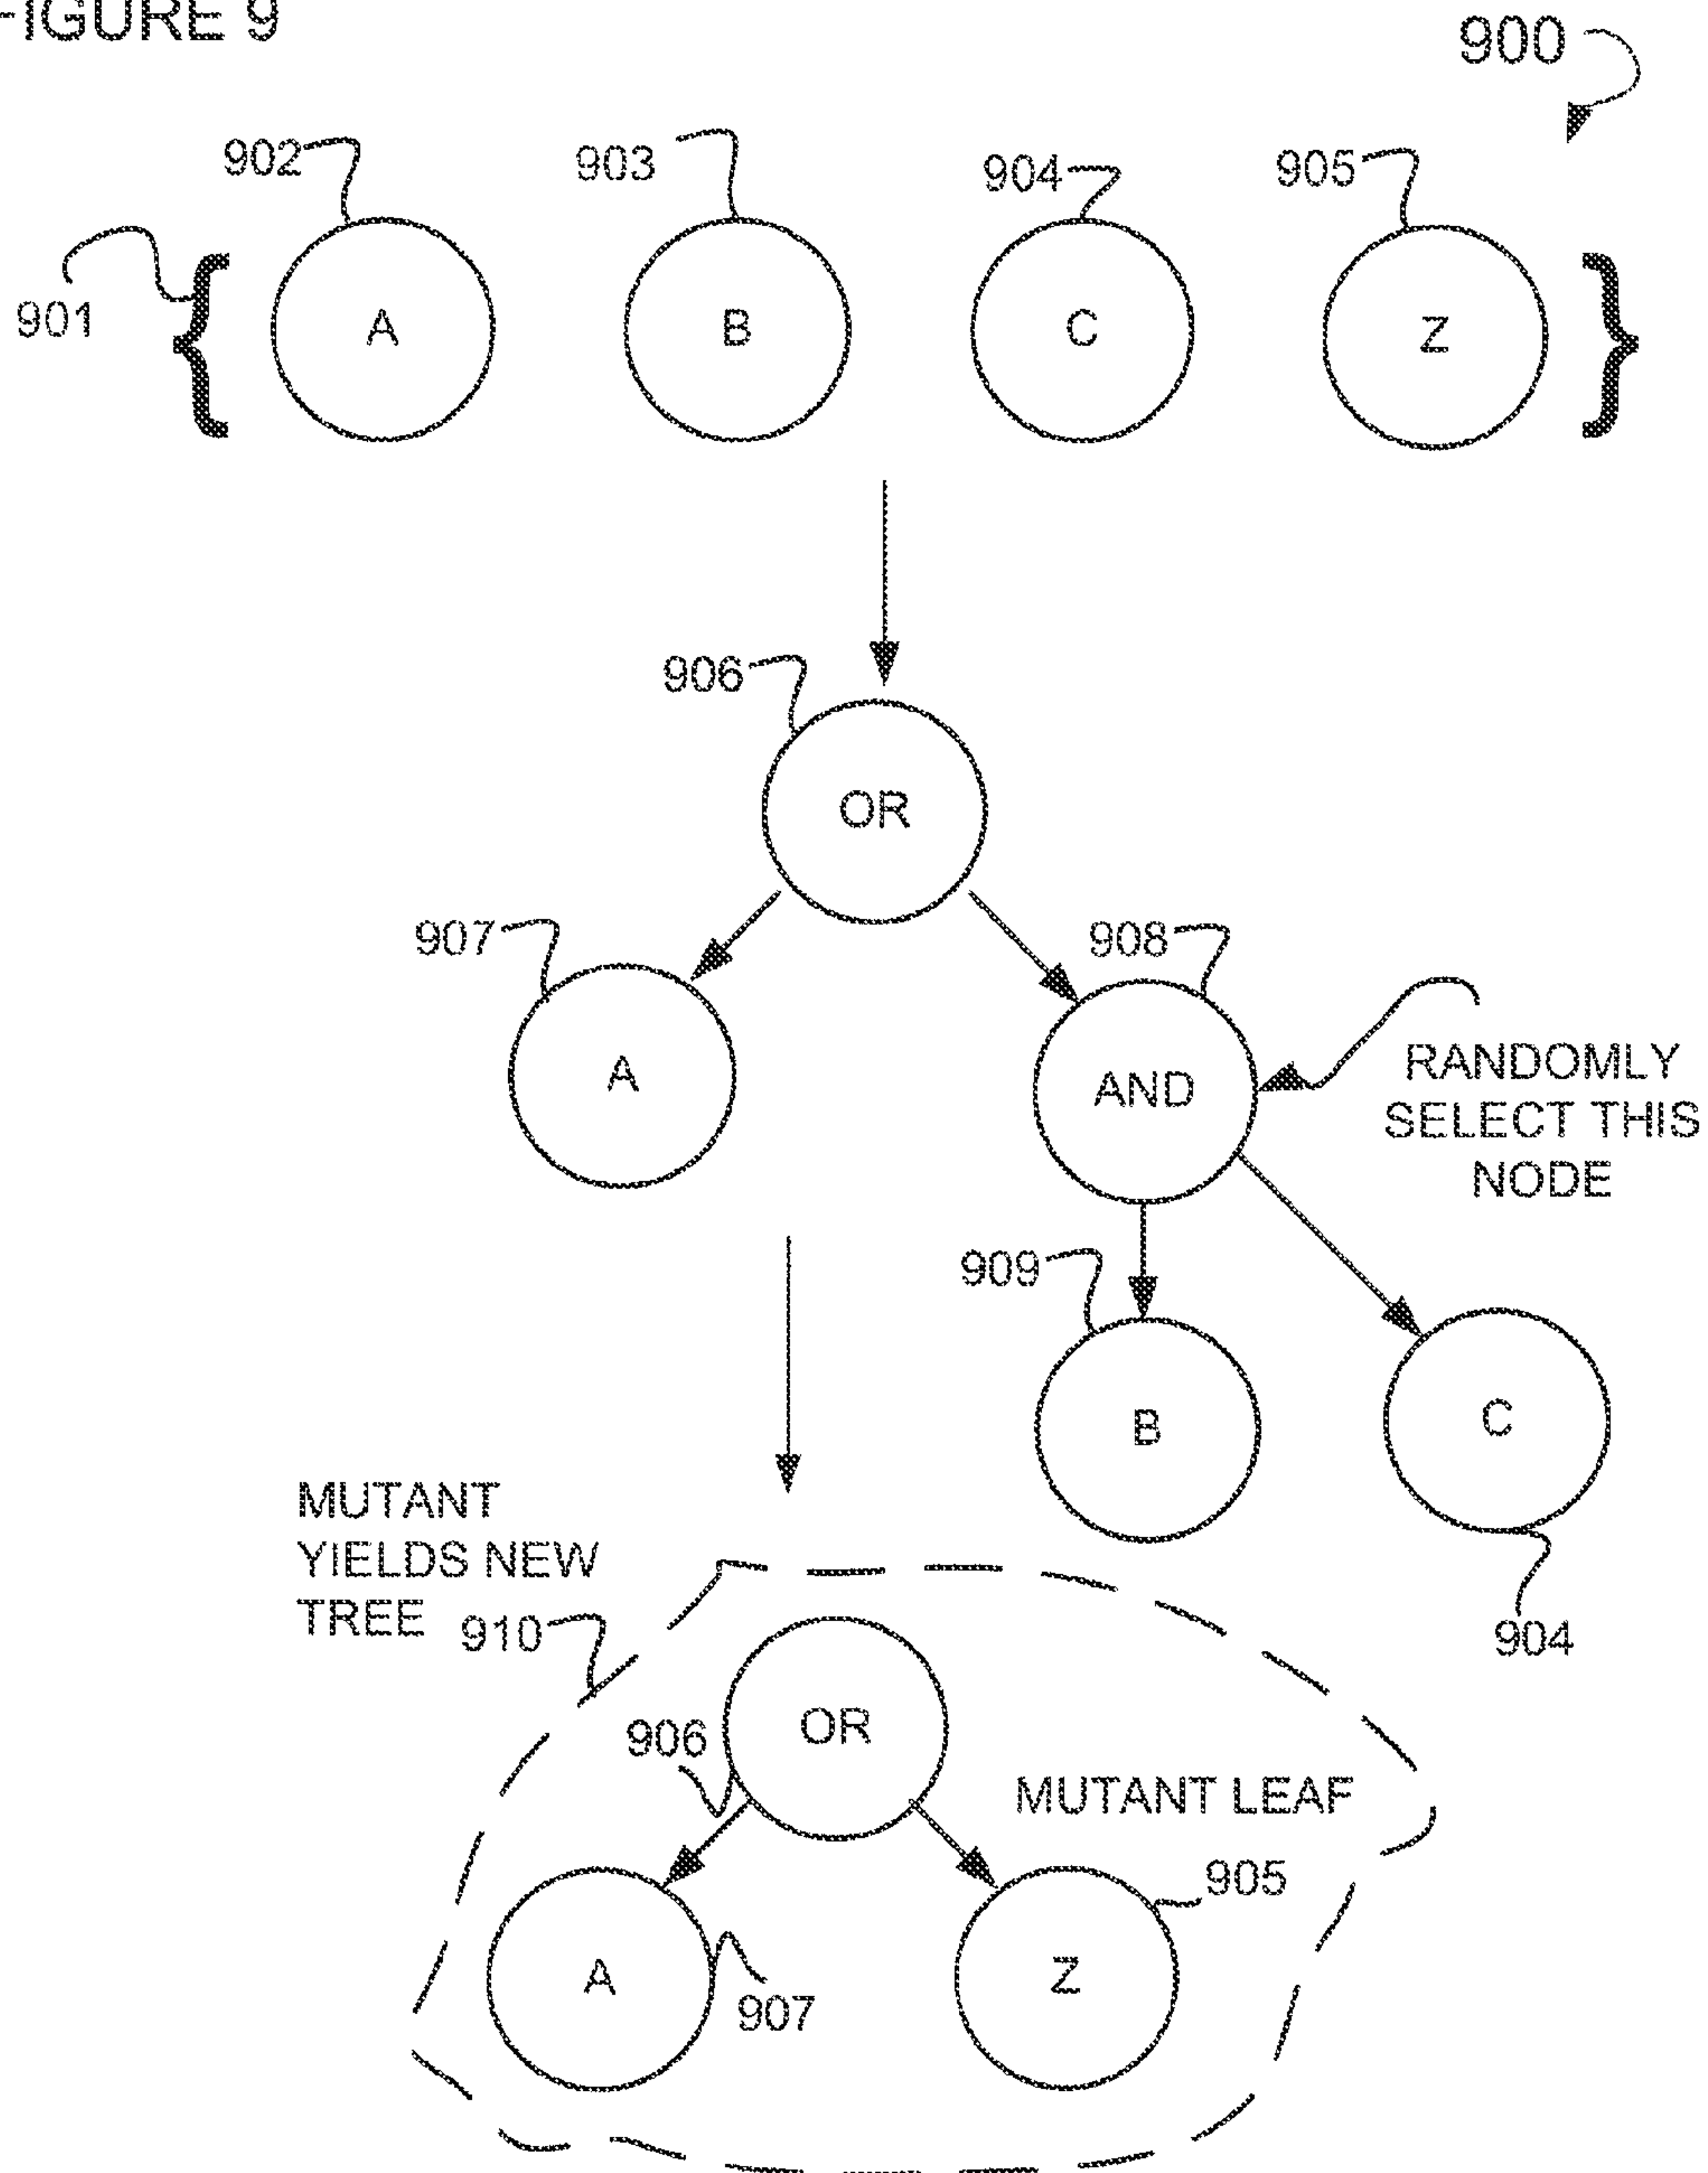 FIGURE 9
900
902
903
904
905
901
{
A
B
C
Z
}
906
OR
907
908
A
AND
RANDOMLY
SELECT THIS
NODE
909
B
C
904
MUTANT
YIELDS NEW
TREE
910
OR
906
MUTANT LEAF
905
A
Z
907